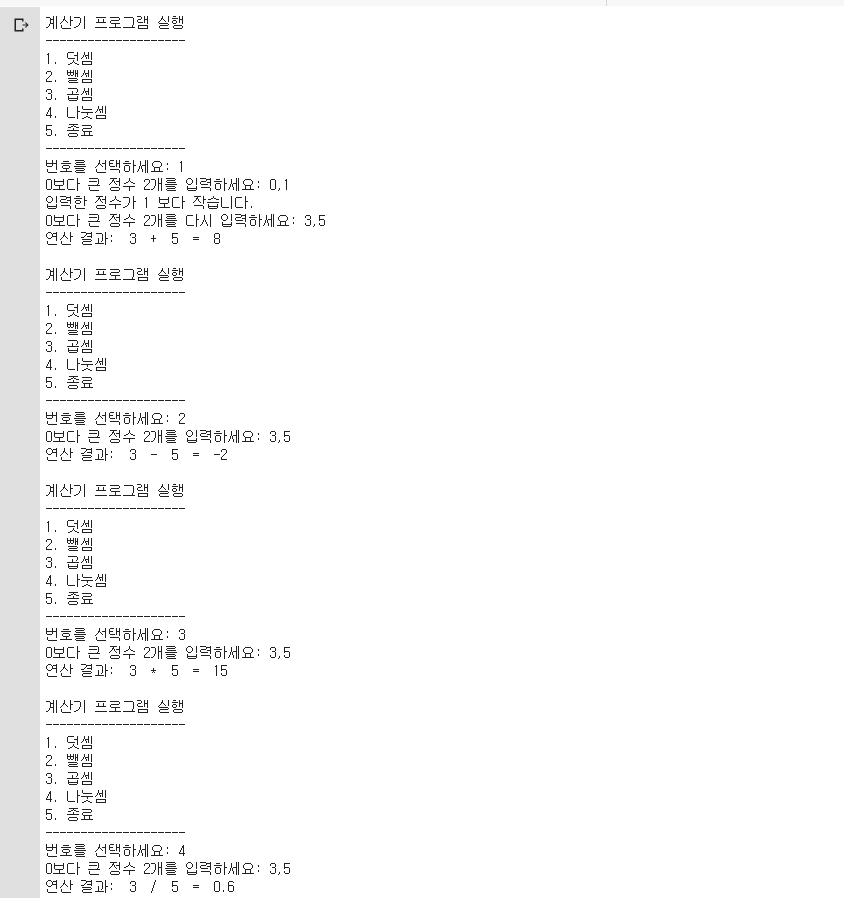 계산기 프로그램 실행
--------------------
1. 덧셈
2. 뺄셈
3. 곱셈
4. 나눗셈
5. 종료
--------------------
번호를 선택하세요: 1
0보다 큰 정수 2개를 입력하세요: 0,1
입력한 정수가 1 보다 작습니다.
0보다 큰 정수 2개를 다시 입력하세요: 3,5
연산 결과:  3  +  5  =  8
계산기 프로그램 실행
--------------------
1. 덧셈
2. 뺄셈
3. 곱셈
4. 나눗셈
5. 종료
--------------------
번호를 선택하세요: 2
0보다 큰 정수 2개를 입력하세요: 3,5
연산 결과:  3  -  5  =  -2
계산기 프로그램 실행
--------------------
1. 덧셈
2. 뺄셈
3. 곱셈
4. 나눗셈
5. 종료
--------------------
번호를 선택하세요: 3
0보다 큰 정수 2개를 입력하세요: 3,5
연산 결과:  3  *  5  =  15
계산기 프로그램 실행
--------------------
1. 덧셈
2. 뺄셈
3. 곱셈
4. 나눗셈
5. 종료
--------------------
번호를 선택하세요: 4
0보다 큰 정수 2개를 입력하세요: 3,5
연산 결과:  3  /  5  =  0.6